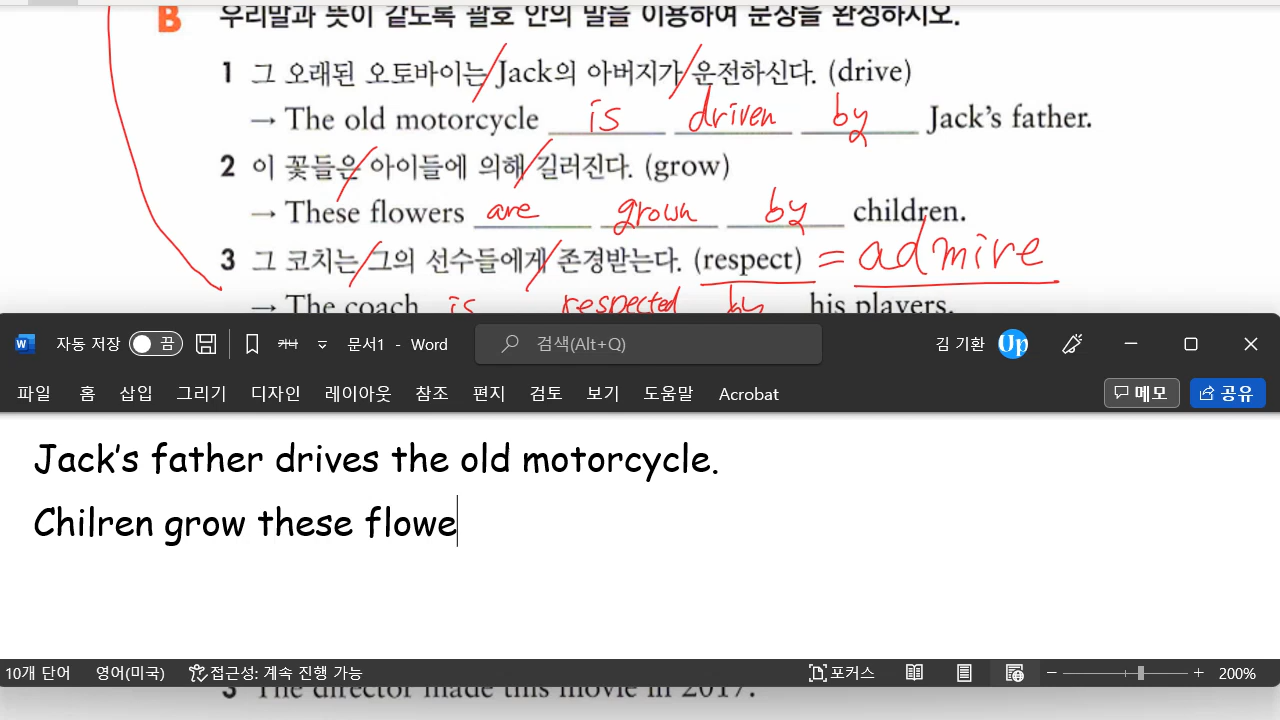 B 우리말과 뜻이 같도록 괄호 안의 말을 이용하여 문장을 완성하시오.
1 그 오래된 오토바이는 / Jack의 아버지가 / 운전하신다. (drive)
→ The old motorcycle is driven by Jack's father.
2 이 꽃들은 / 아이들에 의해 / 길러진다. (grow)
→ These flowers are grown by children.
3 그 코치는 / 그의 선수들에게 / 존경받는다. (respect) = admire
→ The coach is respected by his players.
자동 저장 끔 가나 문서1 - Word 검색(Alt+Q) 김 기환 Up
파일 홈 삽입 그리기 디자인 레이아웃 참조 편지 검토 보기 도움말 Acrobat 메모 공유
Jack's father drives the old motorcycle.
Chilren grow these flowe
10개 단어 영어(미국) 접근성: 계속 진행 가능 포커스 200%
3 The director made this movie in 2017.